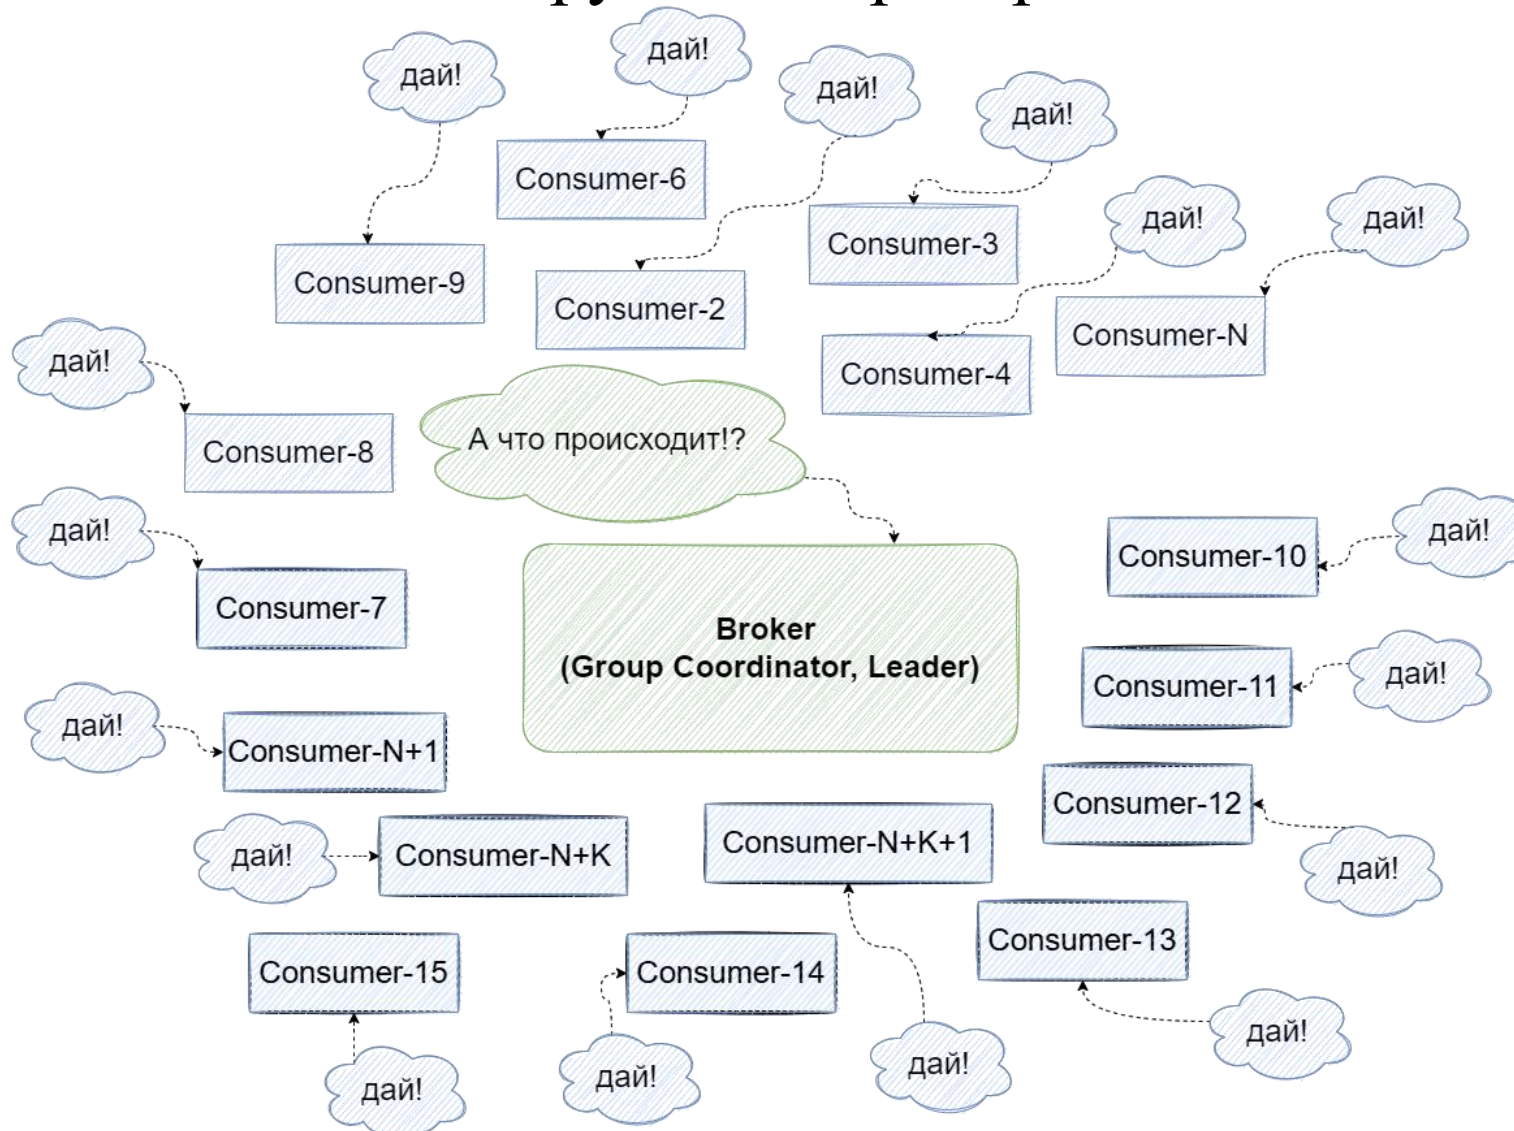 дай!
дай!
дай!
дай!
дай!
дай!
Consumer-6
Consumer-3
Consumer-9
Consumer-2
Consumer-N
дай!
Consumer-4
Consumer-8
А что происходит!?
дай!
дай!
Consumer-10
Consumer-7
Broker
(Group Coordinator, Leader)
Consumer-11
дай!
дай!
Consumer-N+1
Consumer-12
дай!
Consumer-N+K
Consumer-N+K+1
дай!
Consumer-13
Consumer-15
Consumer-14
дай!
дай!
дай!
дай!